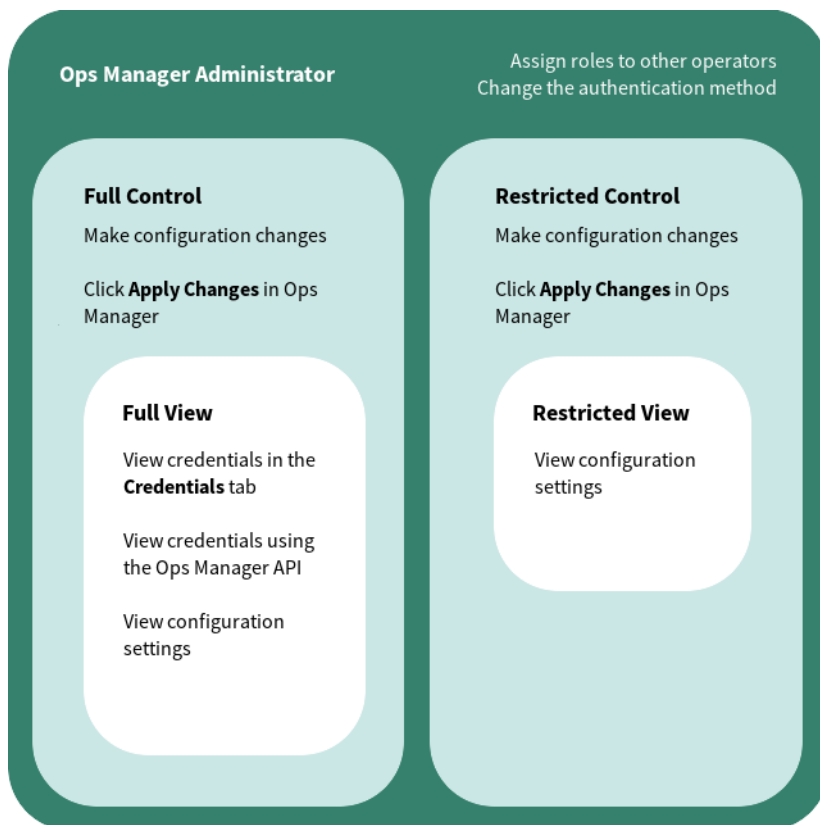 Ops Manager Administrator
Assign roles to other operators
Change the authentication method
Full Control
Make configuration changes
Click Apply Changes in Ops
Manager
Full View
View credentials in the
Credentials tab
View credentials using
the Ops Manager API
View configuration
settings
Restricted Control
Make configuration changes
Click Apply Changes in Ops
Manager
Restricted View
View configuration
settings